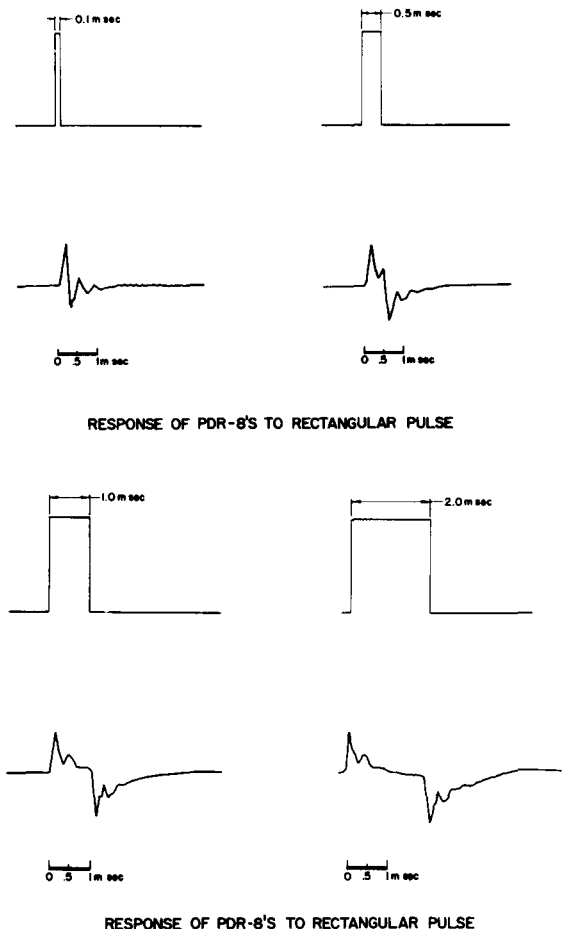 0.1 m sec
0.5 m sec
0 .5 1 m sec
0 .5 1 m sec
RESPONSE OF PDR-8'S TO RECTANGULAR PULSE
1.0 m sec
2.0 m sec
0 .5 1 m sec
0 .5 1 m sec
RESPONSE OF PDR-8'S TO RECTANGULAR PULSE